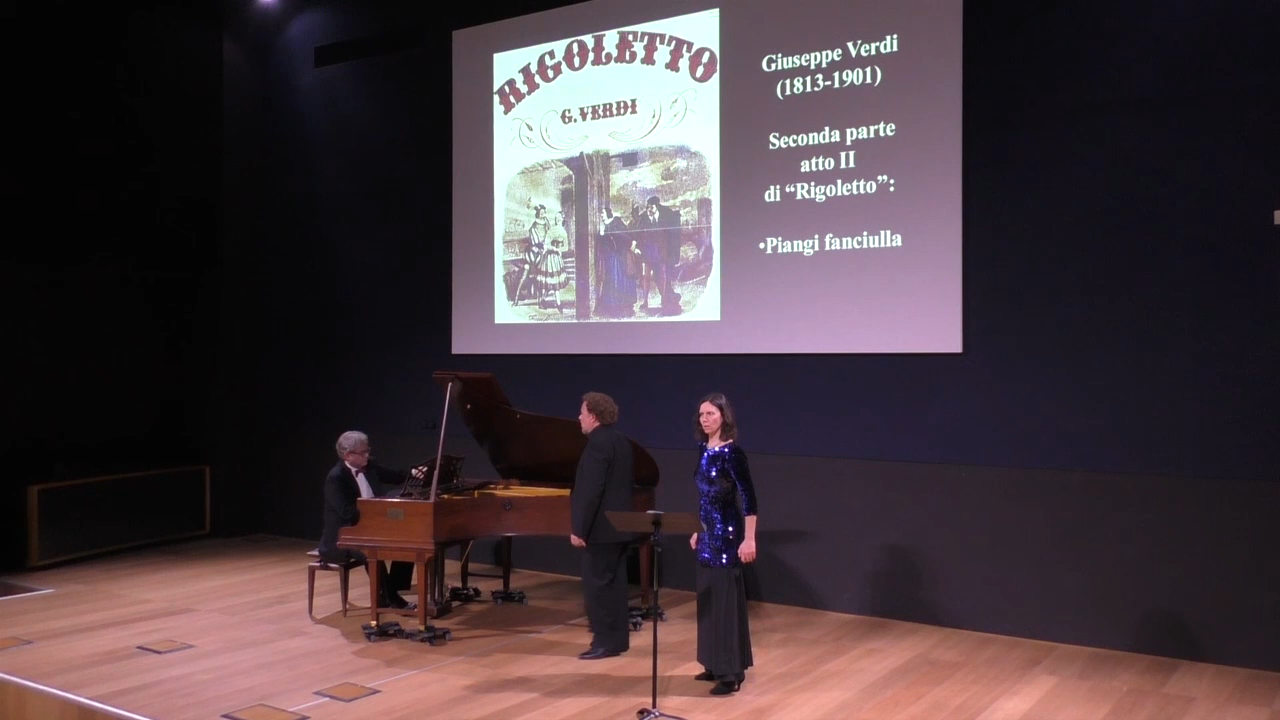 RIGOLETTO
G. VERDI
Giuseppe Verdi
(1813-1901)
Seconda parte
atto II
di “Rigoletto”:
•Piangi fanciulla